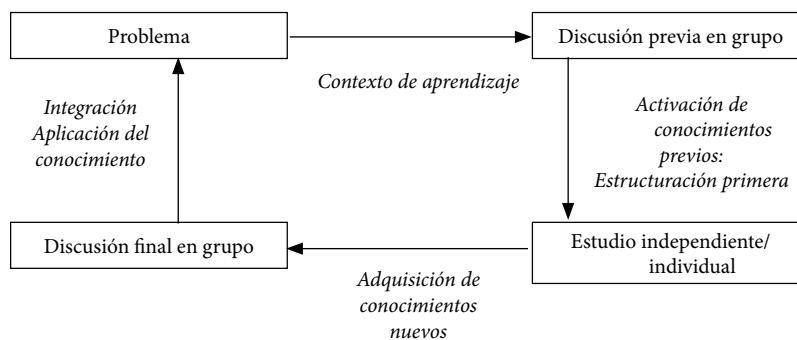 Problema
Discusión previa en grupo
Contexto de aprendizaje
Integración
Aplicación del
conocimiento
Activación de
conocimientos
previos:
Estructuración primera
Discusión final en grupo
Estudio independiente/
individual
Adquisición de
conocimientos
nuevos